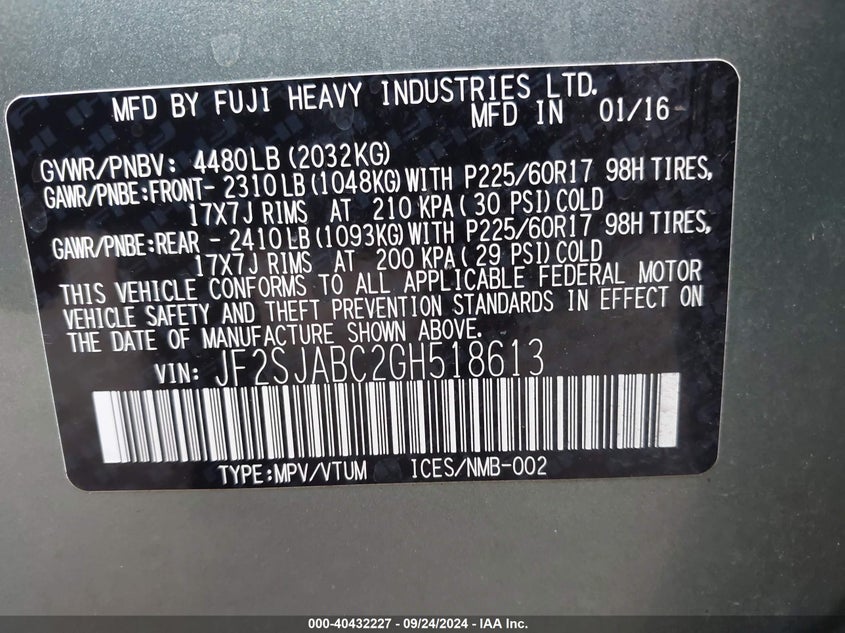 MFD BY FUJI HEAVY INDUSTRIES LTD.
MFD IN 01/16
GVWR/PNBV: 4480LB(2032KG)
GAWR/PNBE:FRONT- 2310LB(1048KG)WITH P225/60R17 98H TIRES,
17X7J RIMS AT 210 KPA( 30 PSI)COLD
GAWR/PNBE:REAR - 2410LB(1093KG)WITH P225/60R17 98H TIRES,
17X7J RIMS AT 200 KPA( 29 PSI)COLD
THIS VEHICLE CONFORMS TO ALL APPLICABLE FEDERAL MOTOR
VEHICLE SAFETY AND THEFT PREVENTION STANDARDS IN EFFECT ON
THE DATE OF MANUFACTURE SHOWN ABOVE.
VIN: JF2SJABC2GH518613
TYPE:MPV/VTUM ICES/NMB-002
000-40432227 - 09/24/2024 - IAA Inc.